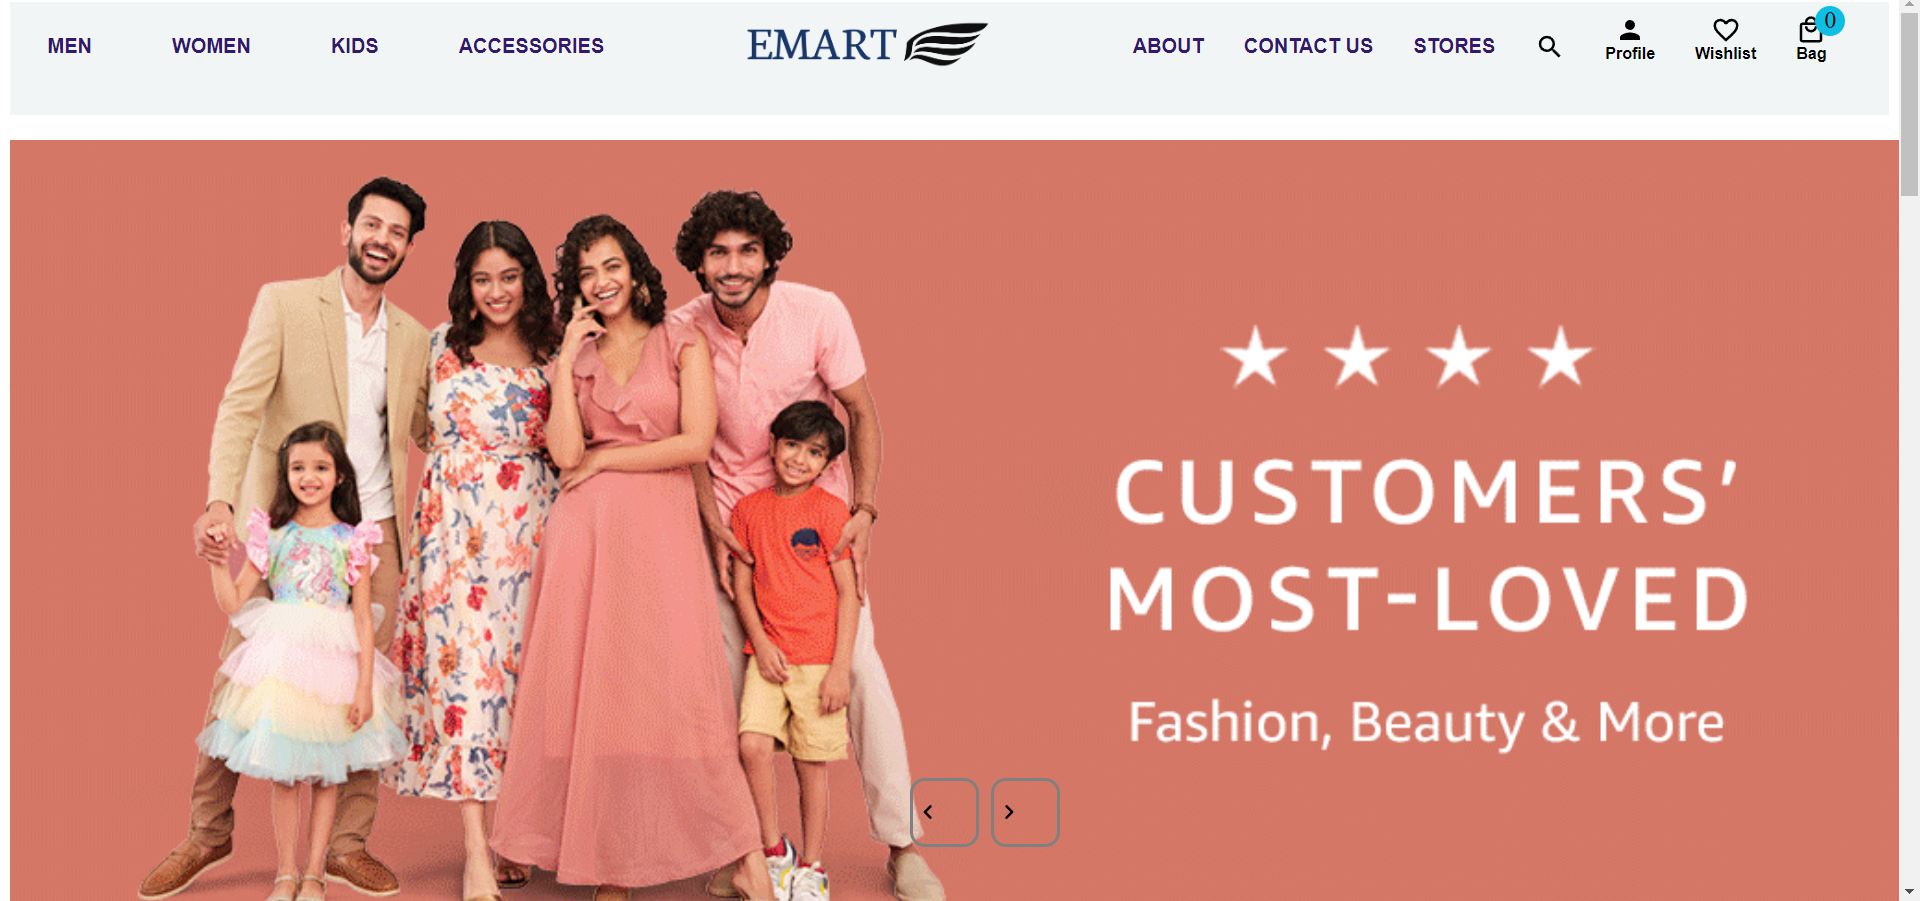 MEN WOMEN KIDS ACCESSORIES EMART ABOUT CONTACT US STORES Profile Wishlist Bag 0
CUSTOMERS’
MOST-LOVED
Fashion, Beauty & More